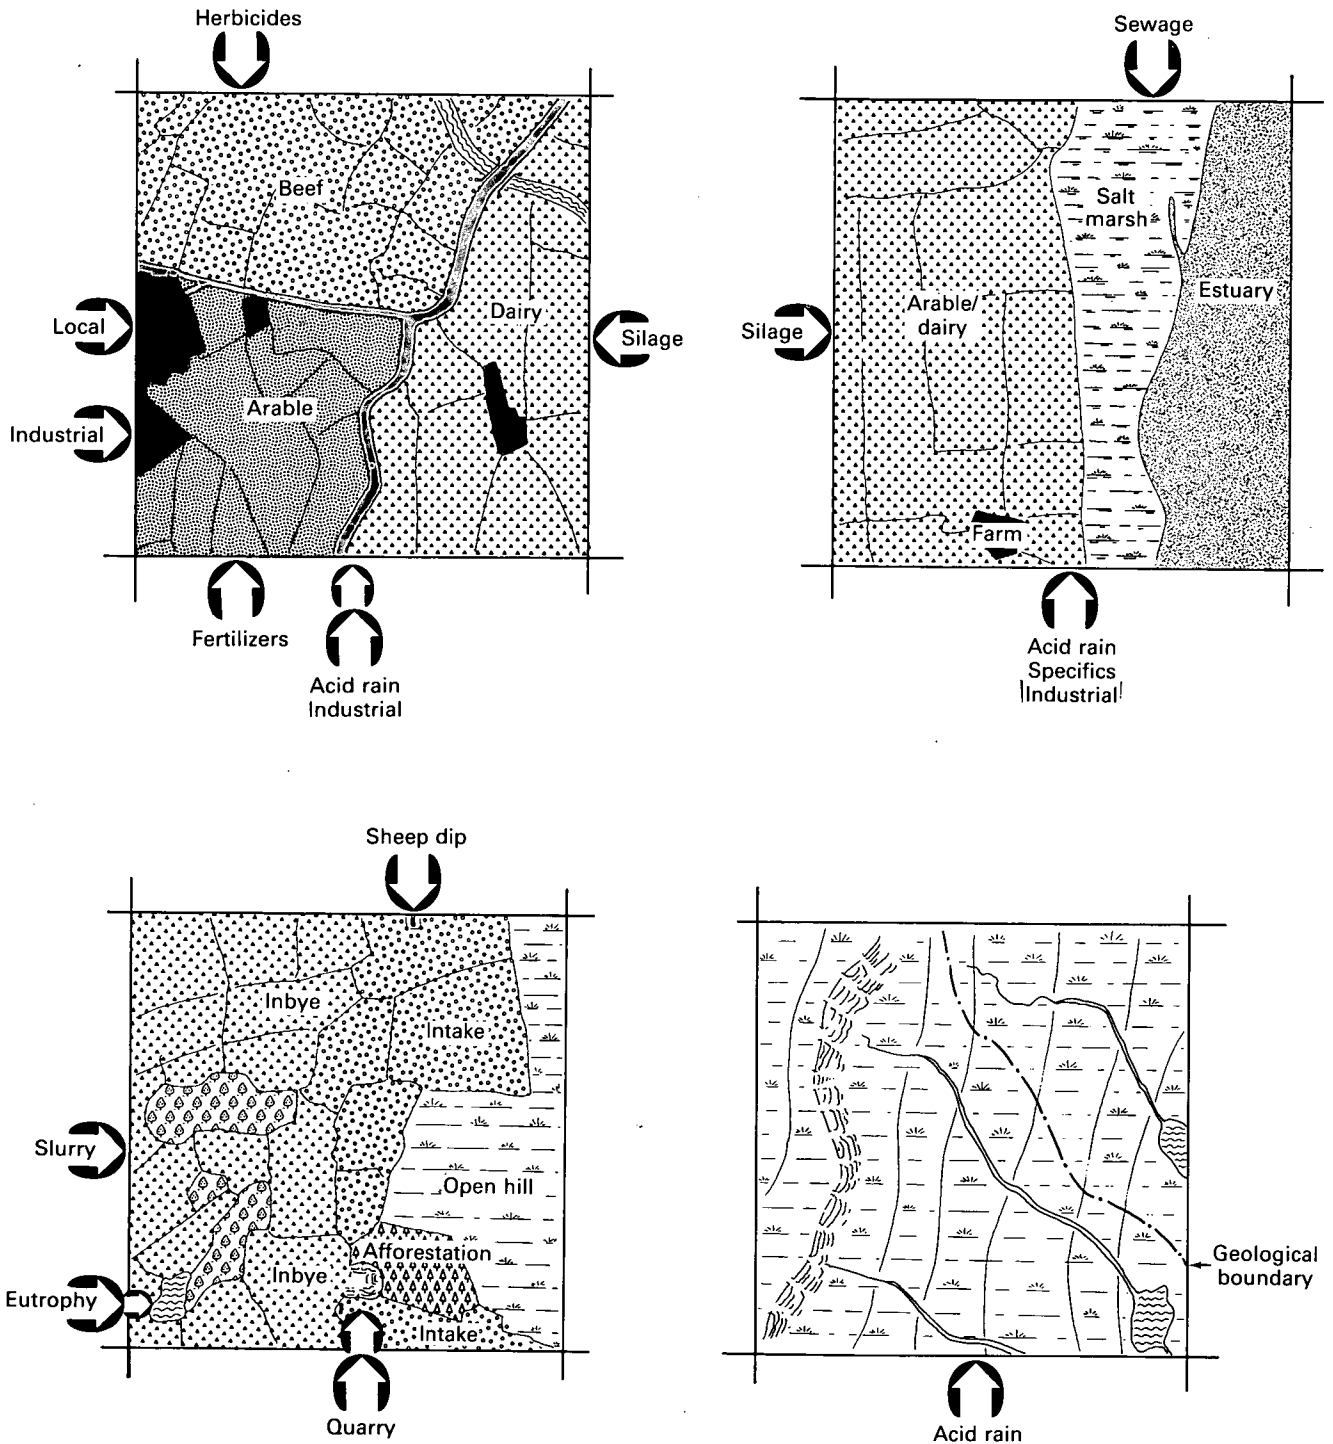 Herbicides
Beef
Local
Dairy
Silage
Industrial
Arable
Fertilizers
Acid rain
Industrial
Sewage
Salt
marsh
Estuary
Arable/
dairy
Silage
Farm
Acid rain
Specifics
Industrial
Sheep dip
Inbye
Intake
Slurry
Open hill
Afforestation
Inbye
Eutrophy
Intake
Quarry
Geological
boundary
Acid rain